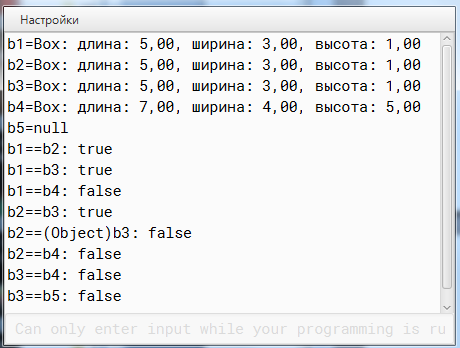 Настройки
b1=Box: длина: 5,00, ширина: 3,00, высота: 1,00
b2=Box: длина: 5,00, ширина: 3,00, высота: 1,00
b3=Box: длина: 5,00, ширина: 3,00, высота: 1,00
b4=Box: длина: 7,00, ширина: 4,00, высота: 5,00
b5=null
b1==b2: true
b1==b3: true
b1==b4: false
b2==b3: true
b2==(Object)b3: false
b2==b4: false
b3==b4: false
b3==b5: false
Can only enter input while your programming is ru